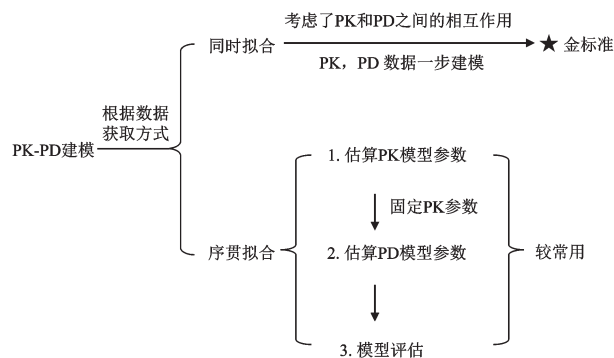 考虑了PK和PD之间的相互作用
同时拟合
★ 金标准
PK，PD 数据一步建模
根据数据
获取方式
PK-PD建模
1. 估算PK模型参数
固定PK参数
序贯拟合
2. 估算PD模型参数
较常用
3. 模型评估